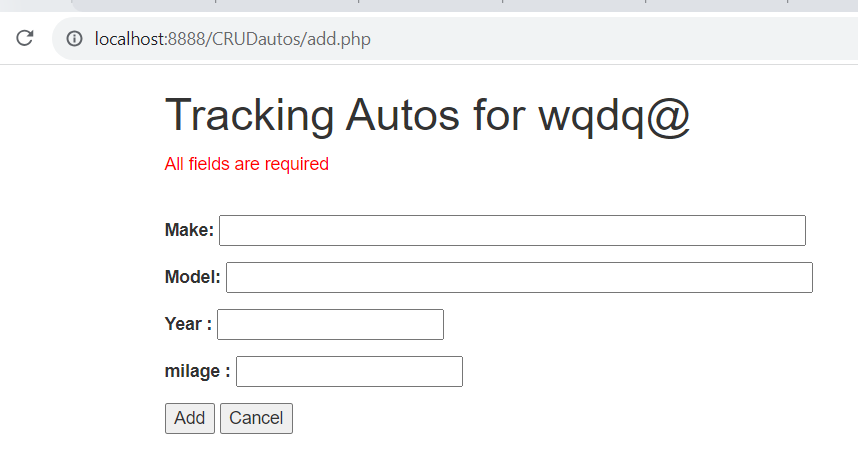 localhost:8888/CRUDautos/add.php
Tracking Autos for wqdq@
All fields are required
Make:
Model:
Year :
milage :
Add Cancel